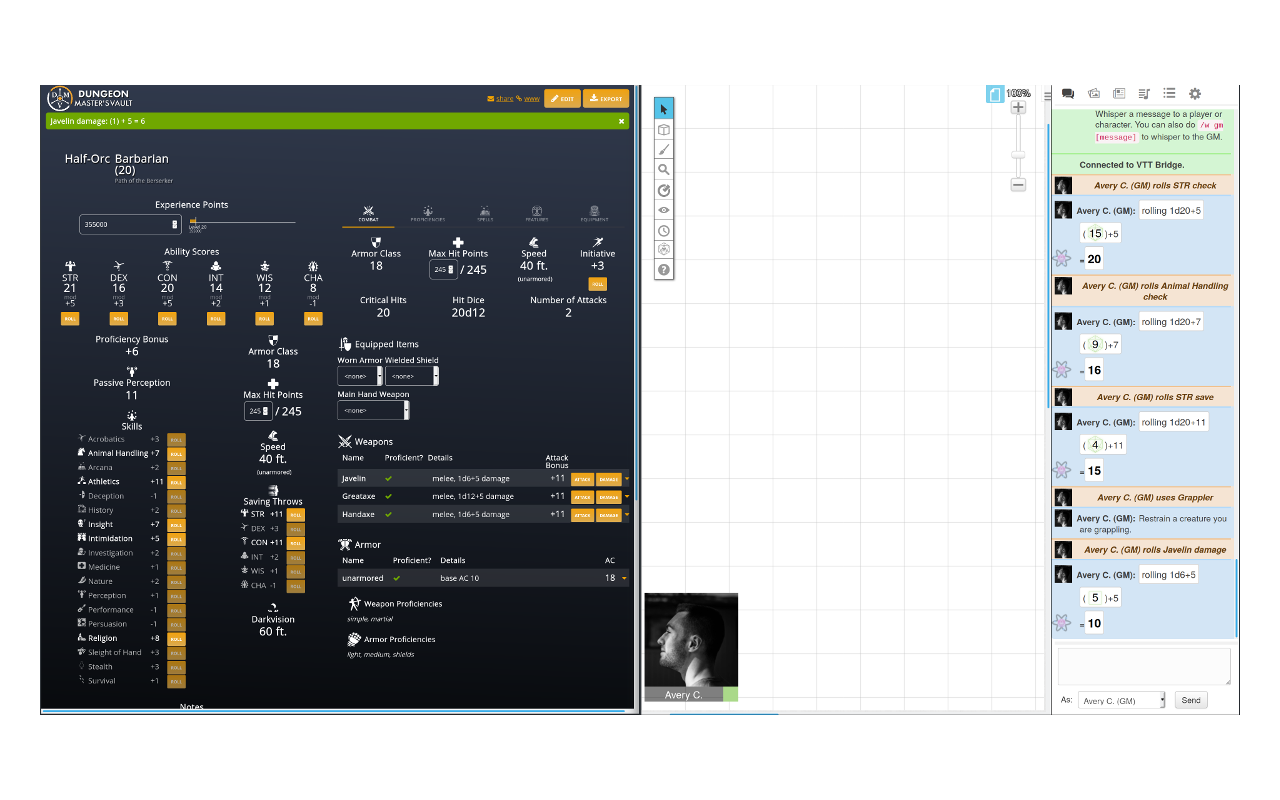 DUNGEON
MASTER'SVAULT
share www EDIT EXPORT
Javelin damage: (1) + 5 = 6
Half-Orc Barbarian
(20)
Path of the Berserker
Experience Points
355000
Level 20
Ability Scores
STR DEX CON INT WIS CHA
21 16 20 14 12 8
mod mod mod mod mod mod
+5 +3 +5 +2 +1 -1
ROLL ROLL ROLL ROLL ROLL ROLL
Proficiency Bonus
+6
Passive Perception
11
Skills
Acrobatics +3 ROLL
Animal Handling +7 ROLL
Arcana +2 ROLL
Athletics +11 ROLL
Deception -1 ROLL
History +2 ROLL
Insight +7 ROLL
Intimidation +5 ROLL
Investigation +2 ROLL
Medicine +1 ROLL
Nature +2 ROLL
Perception +1 ROLL
Performance -1 ROLL
Persuasion -1 ROLL
Religion +8 ROLL
Sleight of Hand +3 ROLL
Stealth +3 ROLL
Survival +1 ROLL
Notes
Armor Class
18
Max Hit Points
245 / 245
Speed
40 ft.
(unarmored)
Saving Throws
STR +11 ROLL
DEX +3 ROLL
CON +11 ROLL
INT +2 ROLL
WIS +1 ROLL
CHA -1 ROLL
Darkvision
60 ft.
COMBAT PROFICIENCIES SPELLS FEATURES EQUIPMENT
Armor Class Max Hit Points Speed Initiative
18 245 / 245 40 ft. +3
(unarmored) ROLL
Critical Hits Hit Dice Number of Attacks
20 20d12 2
Equipped Items
Worn Armor Wielded Shield
<none> <none>
Main Hand Weapon
<none>
Weapons
Name Proficient? Details Attack
Bonus
Javelin melee, 1d6+5 damage +11 ATTACK DAMAGE
Greataxe melee, 1d12+5 damage +11 ATTACK DAMAGE
Handaxe melee, 1d6+5 damage +11 ATTACK DAMAGE
Armor
Name Proficient? Details AC
unarmored base AC 10 18
Weapon Proficiencies
simple, martial
Armor Proficiencies
light, medium, shields
100%
Avery C.
Whisper a message to a player or
character. You can also do /w gm
[message] to whisper to the GM.
Connected to VTT Bridge.
Avery C. (GM) rolls STR check
Avery C. (GM): rolling 1d20+5
(15)+5
= 20
Avery C. (GM) rolls Animal Handling
check
Avery C. (GM): rolling 1d20+7
(9)+7
= 16
Avery C. (GM) rolls STR save
Avery C. (GM): rolling 1d20+11
(4)+11
= 15
Avery C. (GM) uses Grappler
Avery C. (GM): Restrain a creature you
are grappling.
Avery C. (GM) rolls Javelin damage
Avery C. (GM): rolling 1d6+5
(5)+5
= 10
As: Avery C. (GM) Send